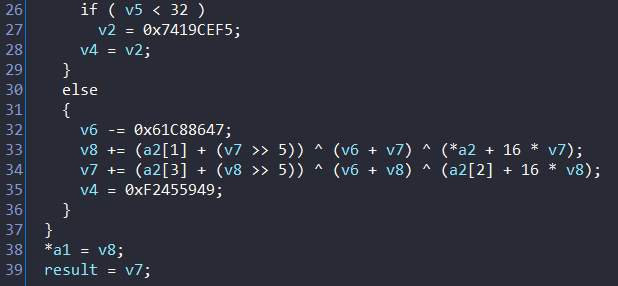 26 if ( v5 < 32 )
27 v2 = 0x7419CEF5;
28 v4 = v2;
29 }
30 else
31 {
32 v6 -= 0x61C88647;
33 v8 += (a2[1] + (v7 >> 5)) ^ (v6 + v7) ^ (*a2 + 16 * v7);
34 v7 += (a2[3] + (v8 >> 5)) ^ (v6 + v8) ^ (a2[2] + 16 * v8);
35 v4 = 0xF2455949;
36 }
37 }
38 *a1 = v8;
39 result = v7;